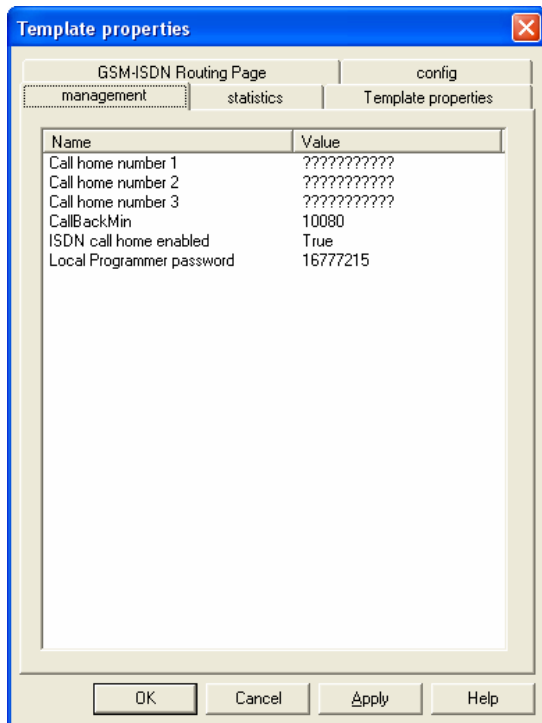 Template properties
GSM-ISDN Routing Page config
management statistics Template properties
Name Value
Call home number 1 ???????????
Call home number 2 ???????????
Call home number 3 ???????????
CallBackMin 10080
ISDN call home enabled True
Local Programmer password 16777215
OK Cancel Apply Help